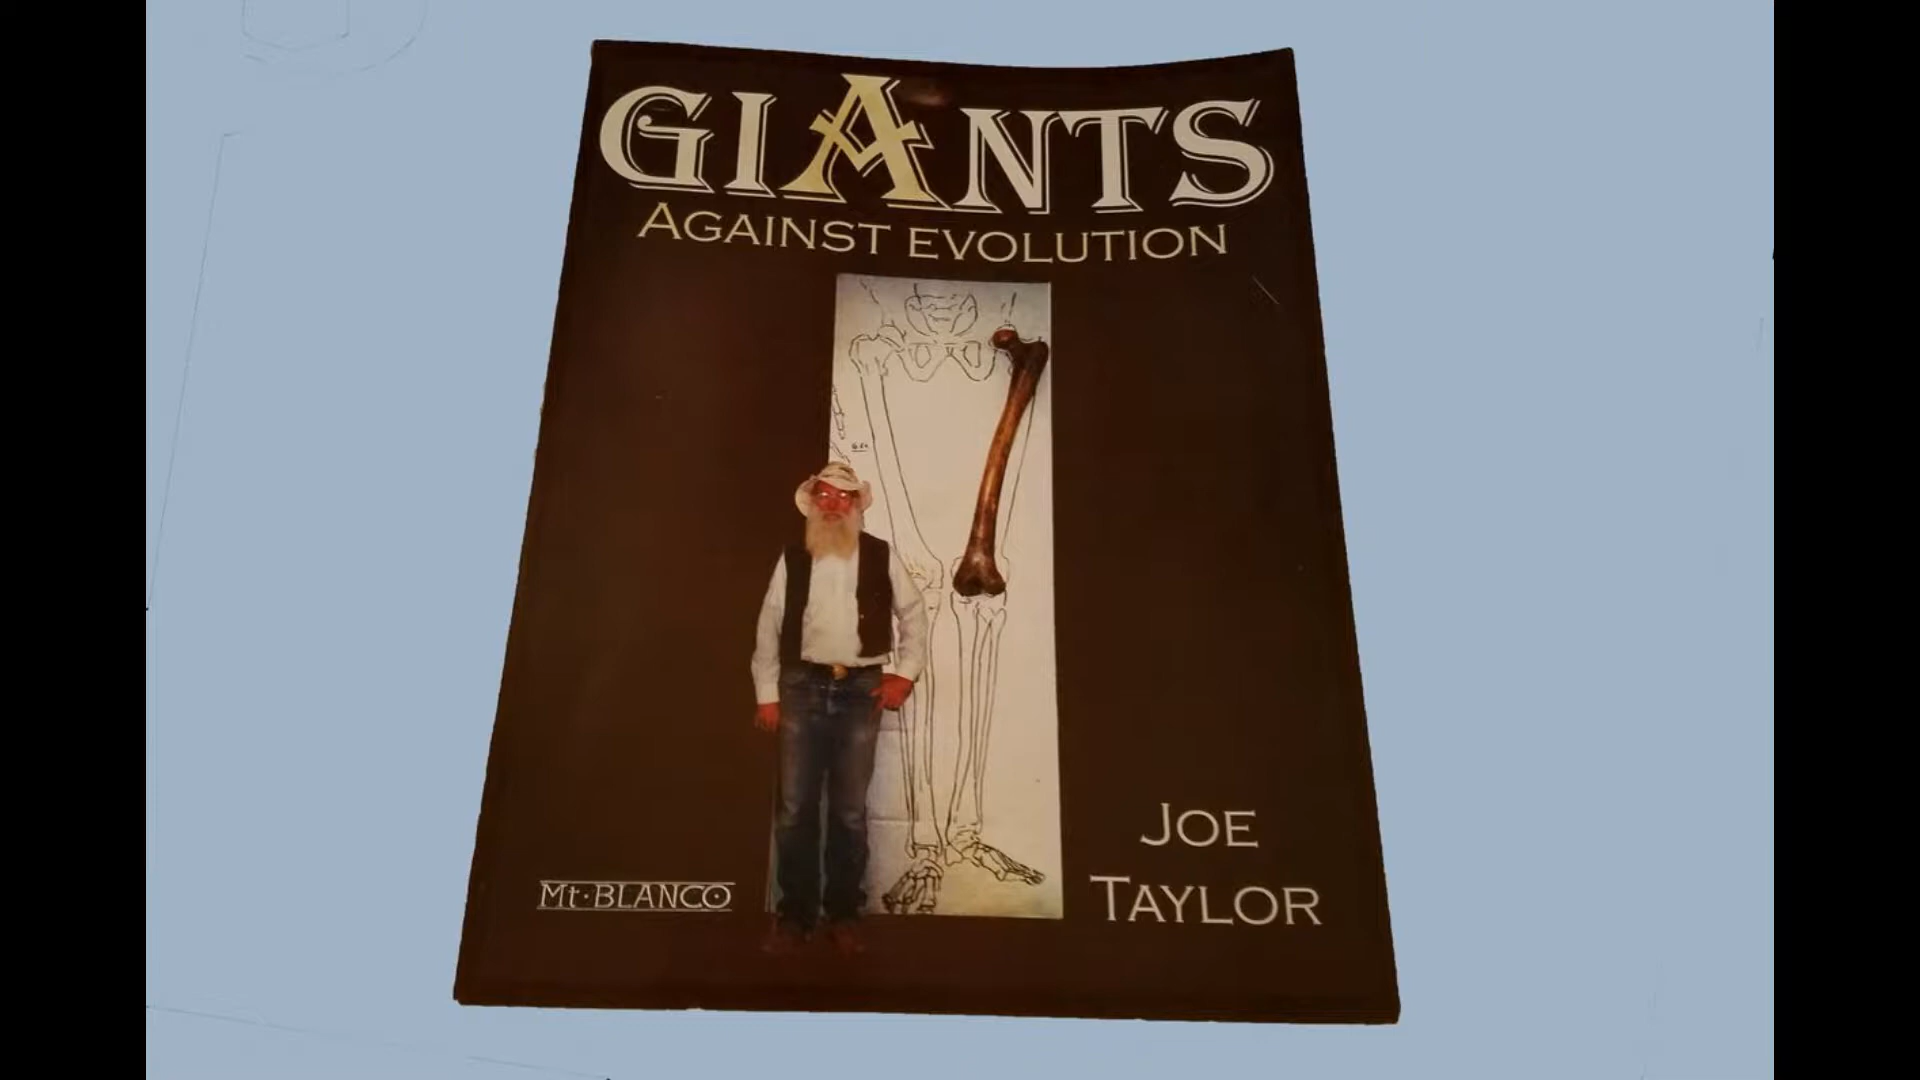 GIANTS
AGAINST EVOLUTION
JOE
TAYLOR
Mt·BLANCO